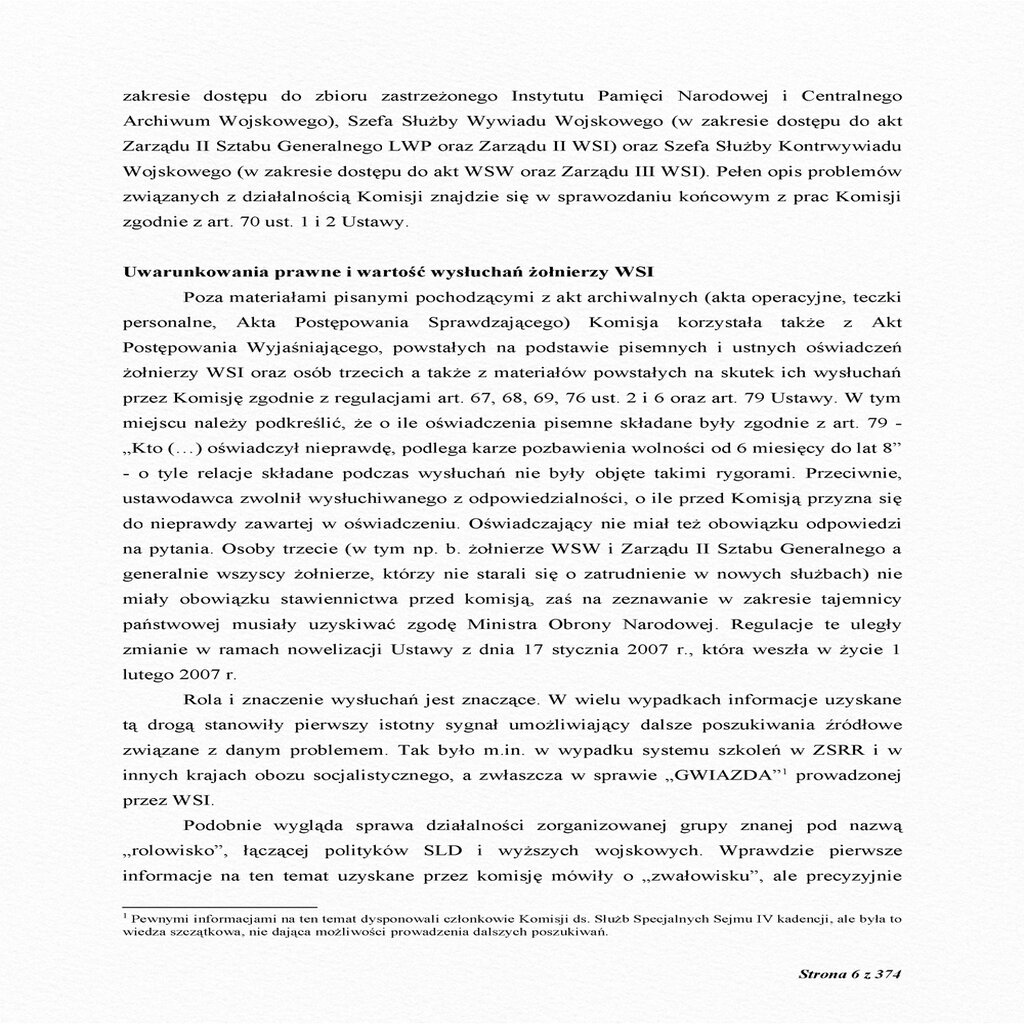 zakresie dostępu do zbioru zastrzeżonego Instytutu Pamięci Narodowej i Centralnego
Archiwum Wojskowego), Szefa Służby Wywiadu Wojskowego (w zakresie dostępu do akt
Zarządu II Sztabu Generalnego LWP oraz Zarządu II WSI) oraz Szefa Służby Kontrwywiadu
Wojskowego (w zakresie dostępu do akt WSW oraz Zarządu III WSI). Pełen opis problemów
związanych z działalnością Komisji znajdzie się w sprawozdaniu końcowym z prac Komisji
zgodnie z art. 70 ust. 1 i 2 Ustawy.
Uwarunkowania prawne i wartość wysłuchań żołnierzy WSI
Poza materiałami pisanymi pochodzącymi z akt archiwalnych (akta operacyjne, teczki
personalne, Akta Postępowania Sprawdzającego) Komisja korzystała także z Akt
Postępowania Wyjaśniającego, powstałych na podstawie pisemnych i ustnych oświadczeń
żołnierzy WSI oraz osób trzecich a także z materiałów powstałych na skutek ich wysłuchań
przez Komisję zgodnie z regulacjami art. 67, 68, 69, 76 ust. 2 i 6 oraz art. 79 Ustawy. W tym
miejscu należy podkreślić, że o ile oświadczenia pisemne składane były zgodnie z art. 79 -
„Kto (…) oświadczył nieprawdę, podlega karze pozbawienia wolności od 6 miesięcy do lat 8”
- o tyle relacje składane podczas wysłuchań nie były objęte takimi rygorami. Przeciwnie,
ustawodawca zwolnił wysłuchiwanego z odpowiedzialności, o ile przed Komisją przyzna się
do nieprawdy zawartej w oświadczeniu. Oświadczający nie miał też obowiązku odpowiedzi
na pytania. Osoby trzecie (w tym np. b. żołnierze WSW i Zarządu II Sztabu Generalnego a
generalnie wszyscy żołnierze, którzy nie starali się o zatrudnienie w nowych służbach) nie
miały obowiązku stawiennictwa przed komisją, zaś na zeznawanie w zakresie tajemnicy
państwowej musiały uzyskiwać zgodę Ministra Obrony Narodowej. Regulacje te uległy
zmianie w ramach nowelizacji Ustawy z dnia 17 stycznia 2007 r., która weszła w życie 1
lutego 2007 r.
Rola i znaczenie wysłuchań jest znaczące. W wielu wypadkach informacje uzyskane
tą drogą stanowiły pierwszy istotny sygnał umożliwiający dalsze poszukiwania źródłowe
związane z danym problemem. Tak było m.in. w wypadku systemu szkoleń w ZSRR i w
innych krajach obozu socjalistycznego, a zwłaszcza w sprawie „GWIAZDA”¹ prowadzonej
przez WSI.
Podobnie wygląda sprawa działalności zorganizowanej grupy znanej pod nazwą
„rolowisko”, łączącej polityków SLD i wyższych wojskowych. Wprawdzie pierwsze
informacje na ten temat uzyskane przez komisję mówiły o „zwałowisku”, ale precyzyjnie
¹ Pewnymi informacjami na ten temat dysponowali członkowie Komisji ds. Służb Specjalnych Sejmu IV kadencji, ale była to
wiedza szczątkowa, nie dająca możliwości prowadzenia dalszych poszukiwań.
Strona 6 z 374